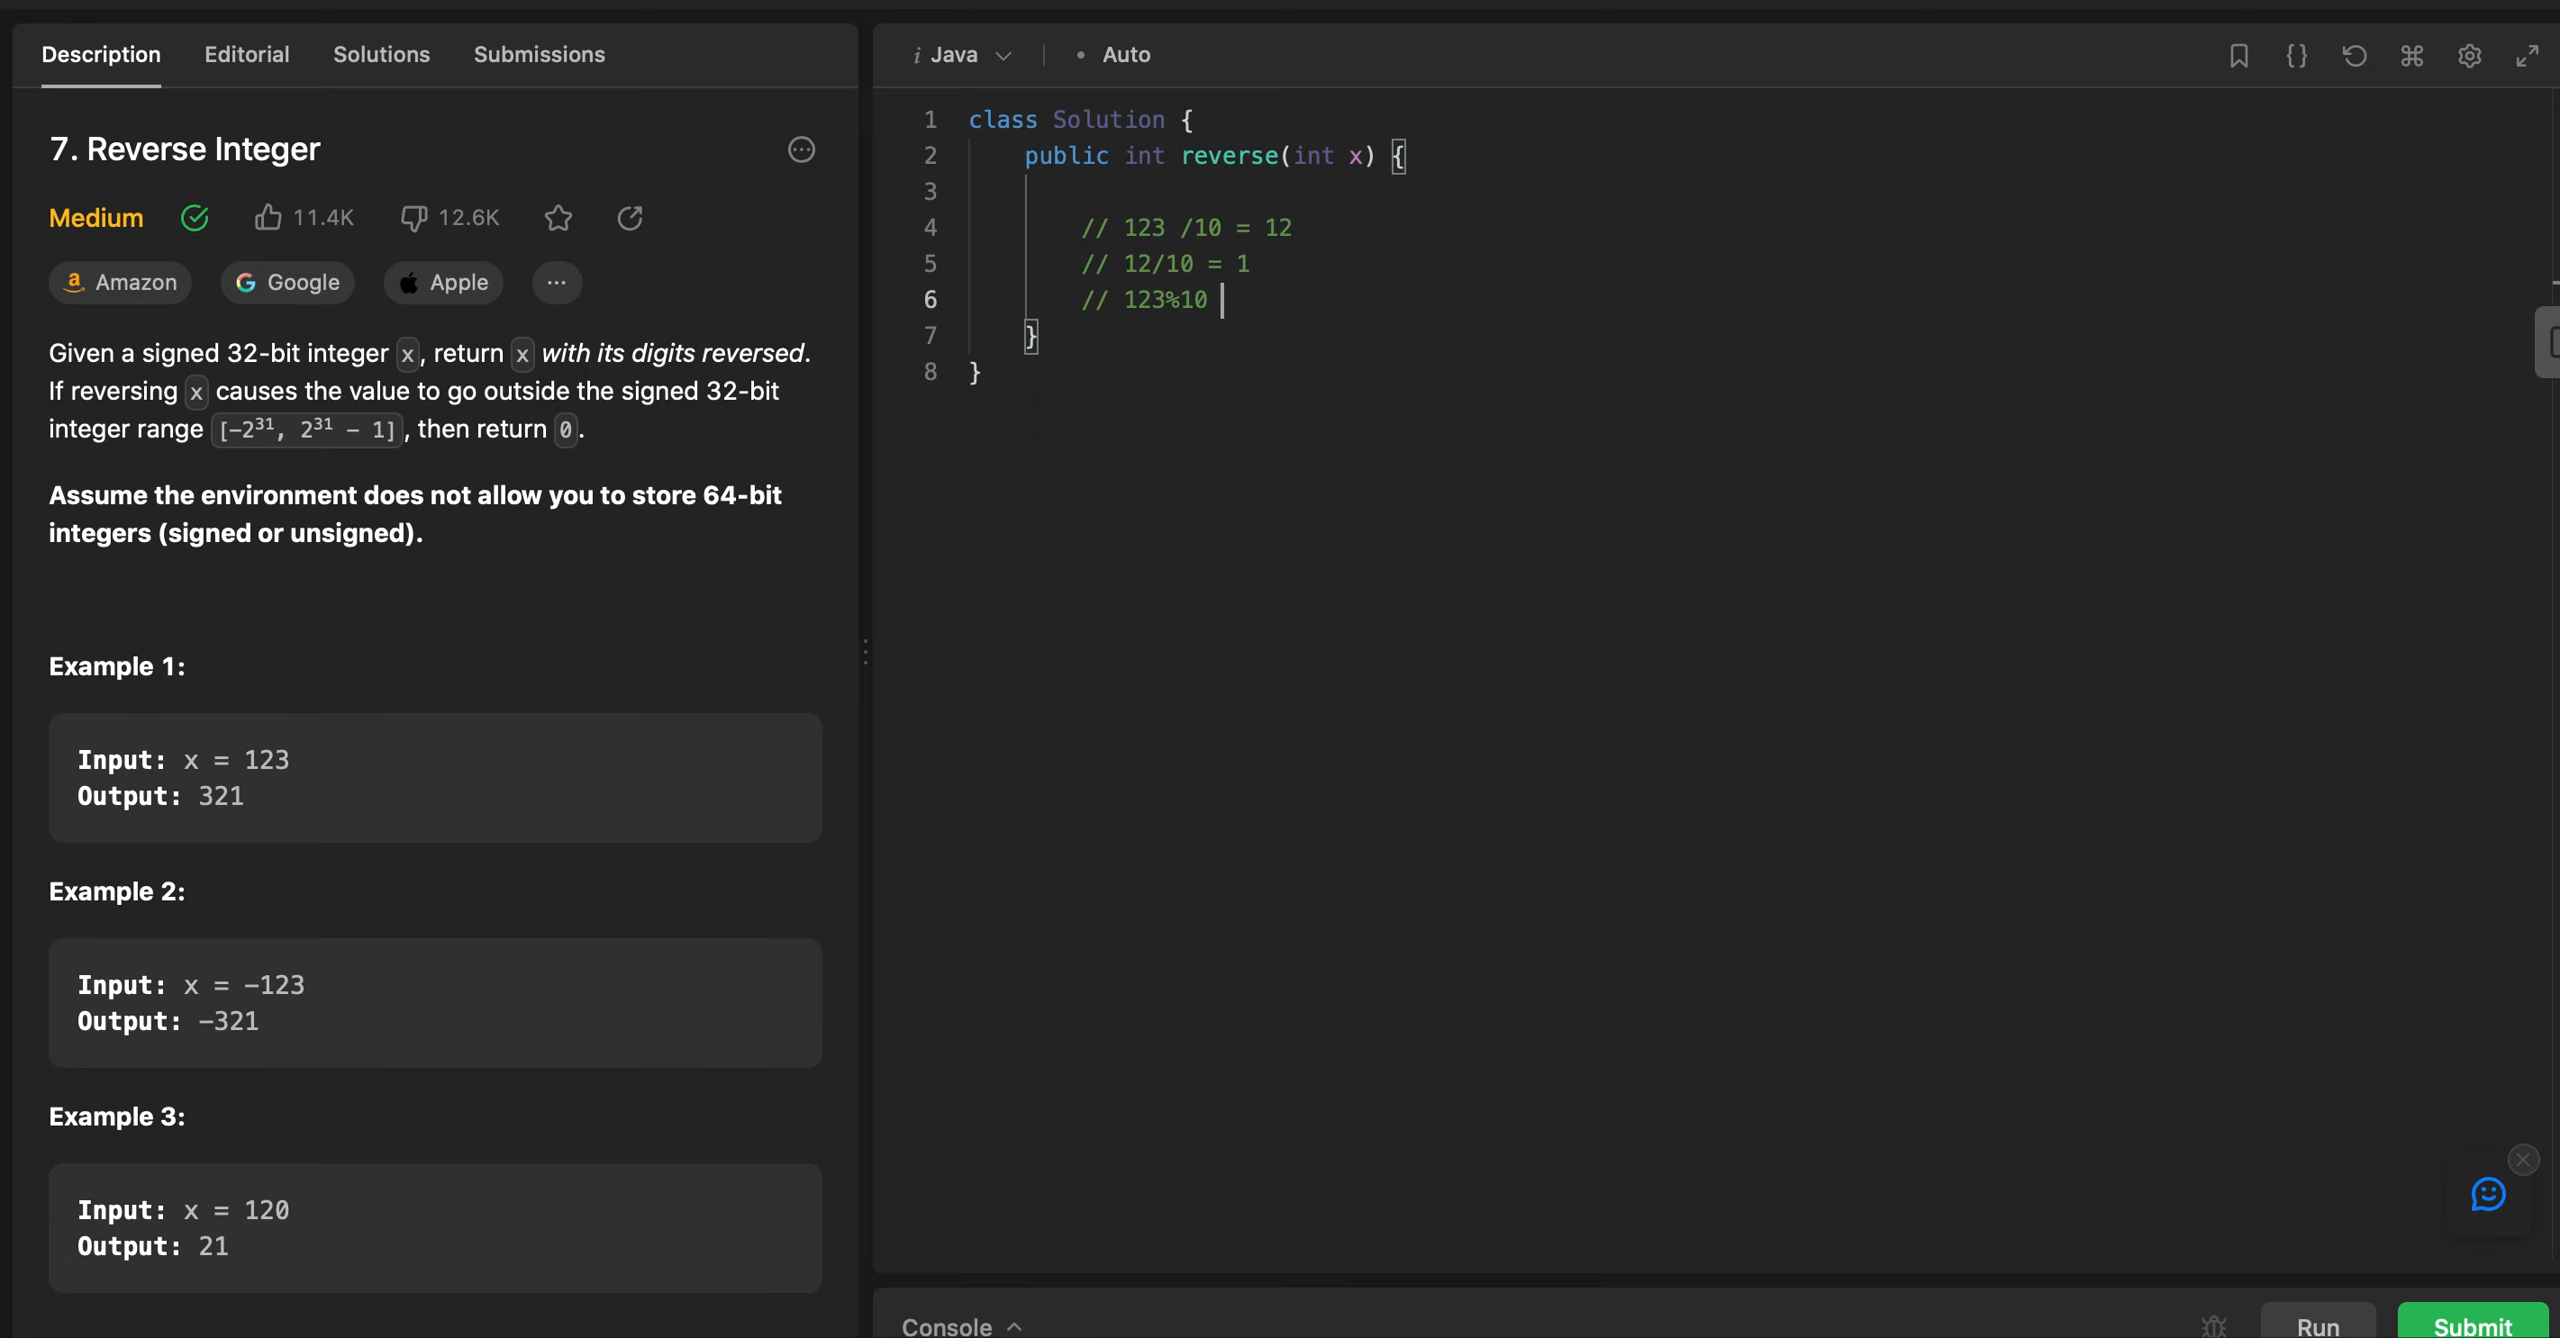 Description Editorial Solutions Submissions
7. Reverse Integer
Medium 11.4K 12.6K
Amazon Google Apple ...
Given a signed 32-bit integer x, return x with its digits reversed.
If reversing x causes the value to go outside the signed 32-bit
integer range [-2³¹, 2³¹ - 1], then return 0.
Assume the environment does not allow you to store 64-bit
integers (signed or unsigned).
Example 1:
Input: x = 123
Output: 321
Example 2:
Input: x = -123
Output: -321
Example 3:
Input: x = 120
Output: 21
i Java • Auto
1 class Solution {
2 public int reverse(int x) {
3
4 // 123 /10 = 12
5 // 12/10 = 1
6 // 123%10
7 }
8 }
Console Run Submit